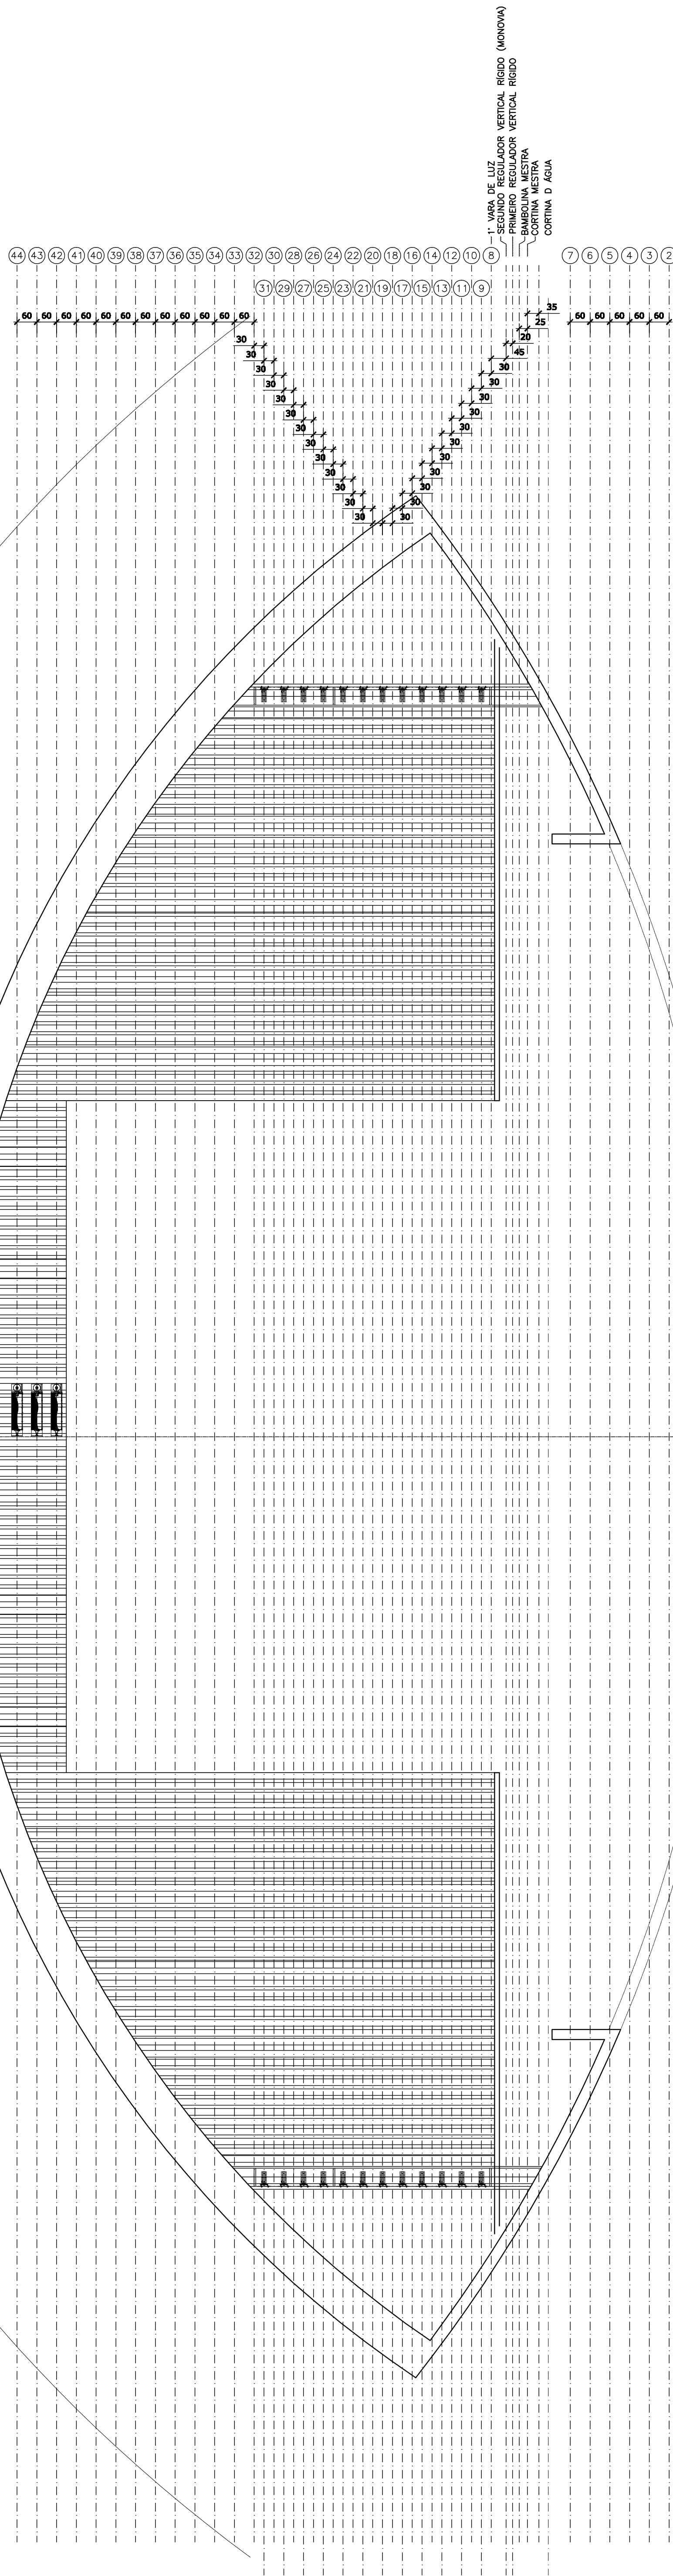 1ª VARA DE LUZ
SEGUNDO REGULADOR VERTICAL RÍGIDO (MONOVIA)
PRIMEIRO REGULADOR VERTICAL RÍGIDO
BAMBOLINA MESTRA
CORTINA MESTRA
CORTINA D ÁGUA
44 43 42 41 40 39 38 37 36 35 34 33 32 30 28 26 24 22 20 18 16 14 12 10 8 7 6 5 4 3 2
31 29 27 25 23 21 19 17 15 13 11 9
35
60 60 60 60 60 60 60 60 60 60 60 60 25 60 60 60 60 60
20
30 45
30 30
30 30
30 30
30 30
30 30
30 30
30 30
30 30
30 30
30 30
30 30
30 30